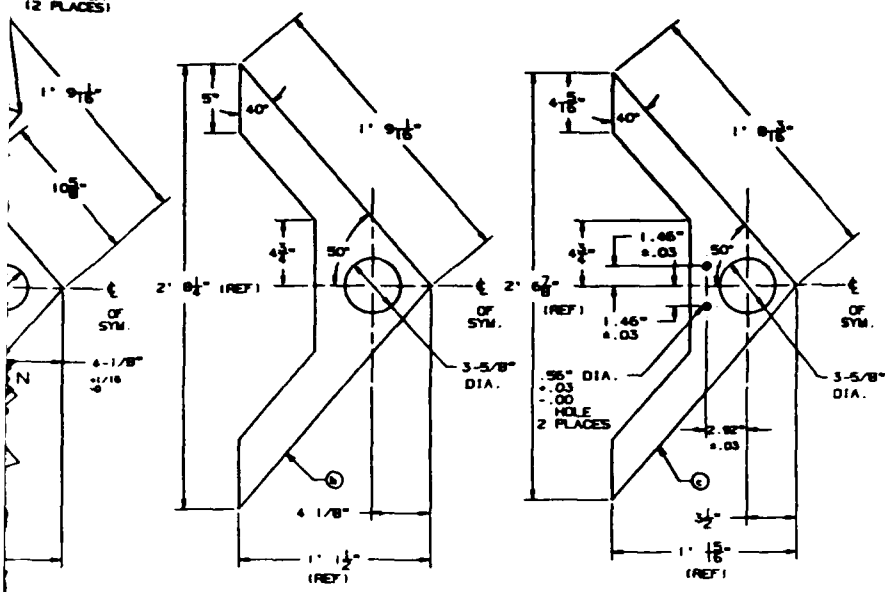 (2 PLACES)
1' 9 1/16"
10 5/8"
℄
OF
SYM.
4-1/8"
+1/16
-0
N
5"
40°
1' 9 1/16"
4 3/4"
50°
2' 8 1/4" (REF)
℄
OF
SYM.
3-5/8"
DIA.
b
4 1/8"
1' 1 1/2"
(REF)
4 5/16"
40°
1' 8 3/16"
1.46"
±.03
4 3/4"
50°
2' 6 7/8"
(REF)
℄
OF
SYM.
1.46"
±.03
.56" DIA.
+.03
-.00
HOLE
2 PLACES
3-5/8"
DIA.
2.92"
±.03
c
3 1/2"
(REF)